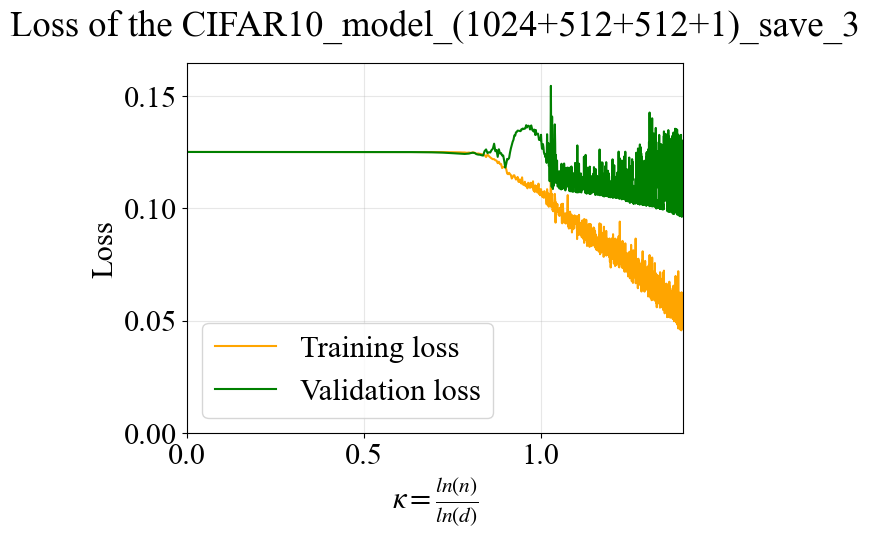 Loss of the CIFAR10_model_(1024+512+512+1)_save_3
0.15
0.10
0.05
0.00
Loss
Training loss
Validation loss
0.0 0.5 1.0
κ = ln(n)/ln(d)